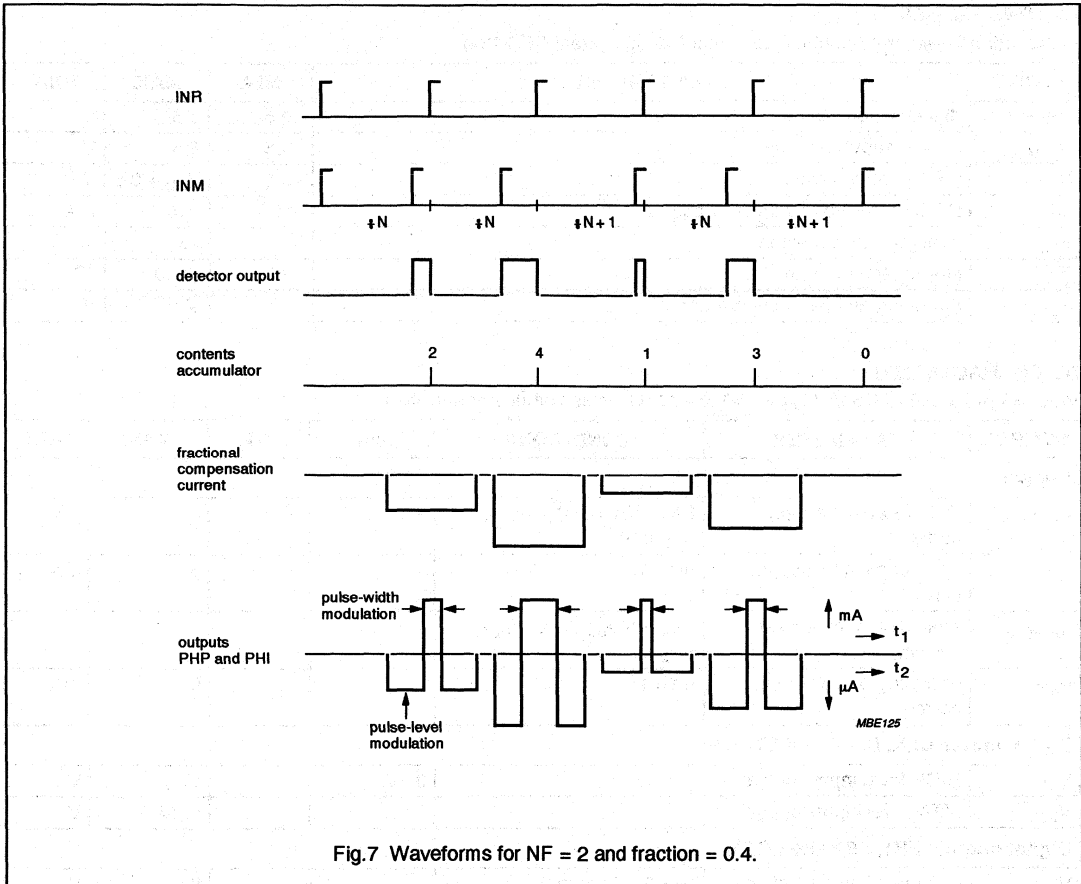 INR
INM
÷N ÷N ÷N + 1 ÷N ÷N + 1
detector output
contents
accumulator
2 4 1 3 0
fractional
compensation
current
pulse-width
modulation
mA
t1
outputs
PHP and PHI
t2
µA
pulse-level
modulation
MBE125
Fig.7 Waveforms for NF = 2 and fraction = 0.4.